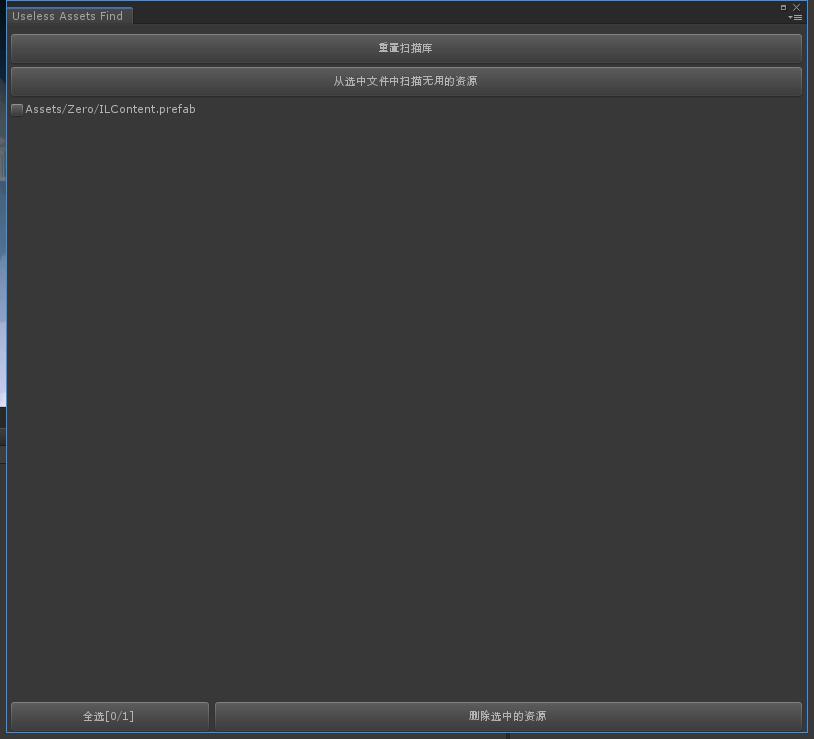 Useless Assets Find
重置扫描库
从选中文件中扫描无用的资源
Assets/Zero/ILContent.prefab
全选[0/1]
删除选中的资源